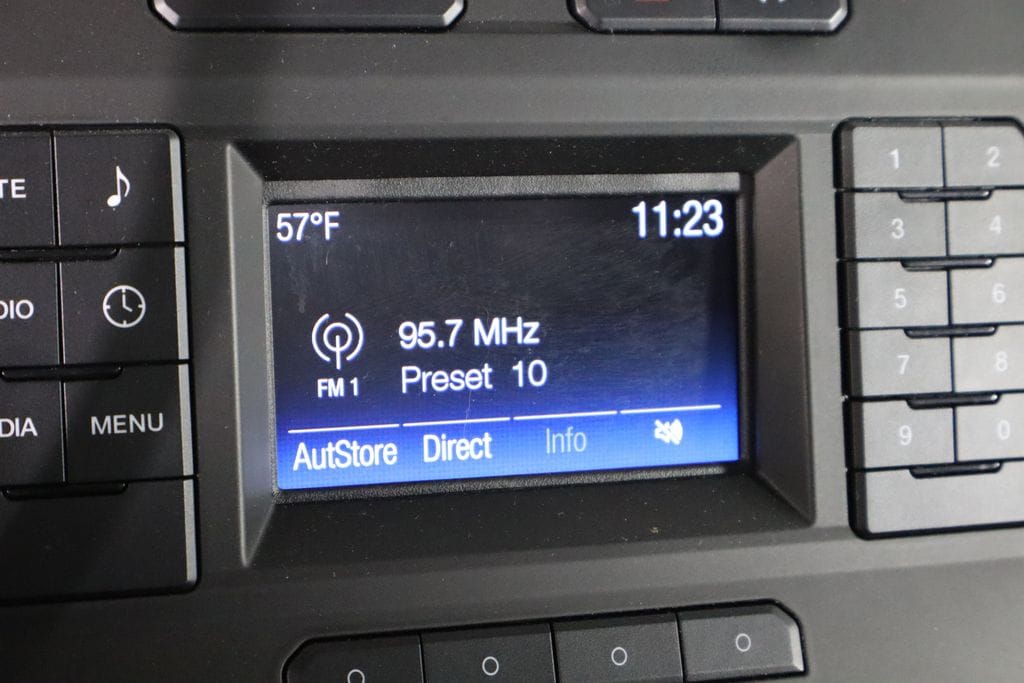 57°F
11:23
95.7 MHz
FM 1
Preset 10
AutStore
Direct
Info
TE
DIO
DIA
MENU
1
2
3
4
5
6
7
8
9
0